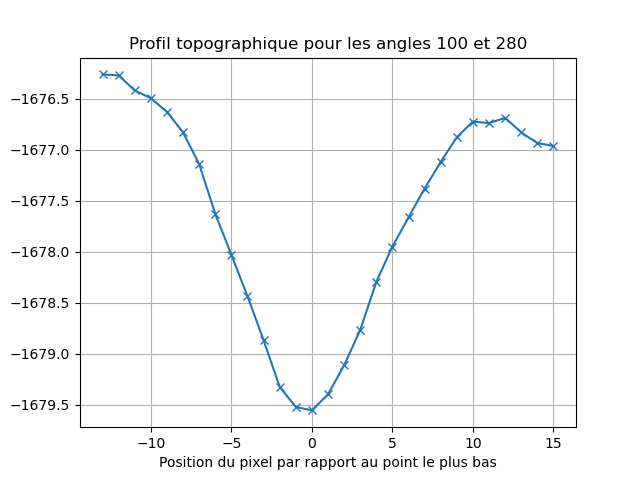 Profil topographique pour les angles 100 et 280
−1676.5
−1677.0
−1677.5
−1678.0
−1678.5
−1679.0
−1679.5
−10 −5 0 5 10 15
Position du pixel par rapport au point le plus bas